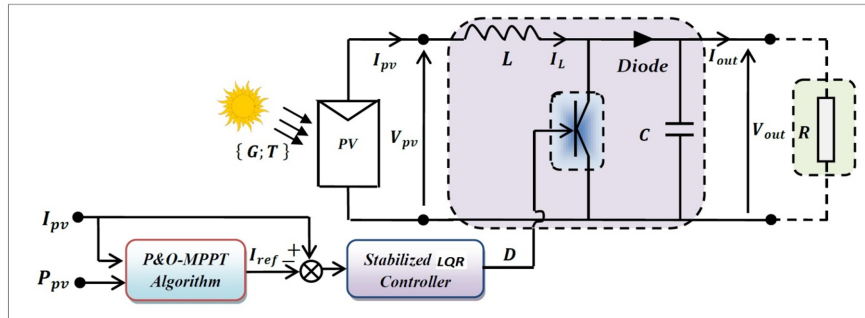 I_pv
L
I_L
Diode
I_out
{ G; T }
PV
V_pv
C
V_out
R
I_pv
P_pv
P&O-MPPT
Algorithm
I_ref
+
−
Stabilized LQR
Controller
D